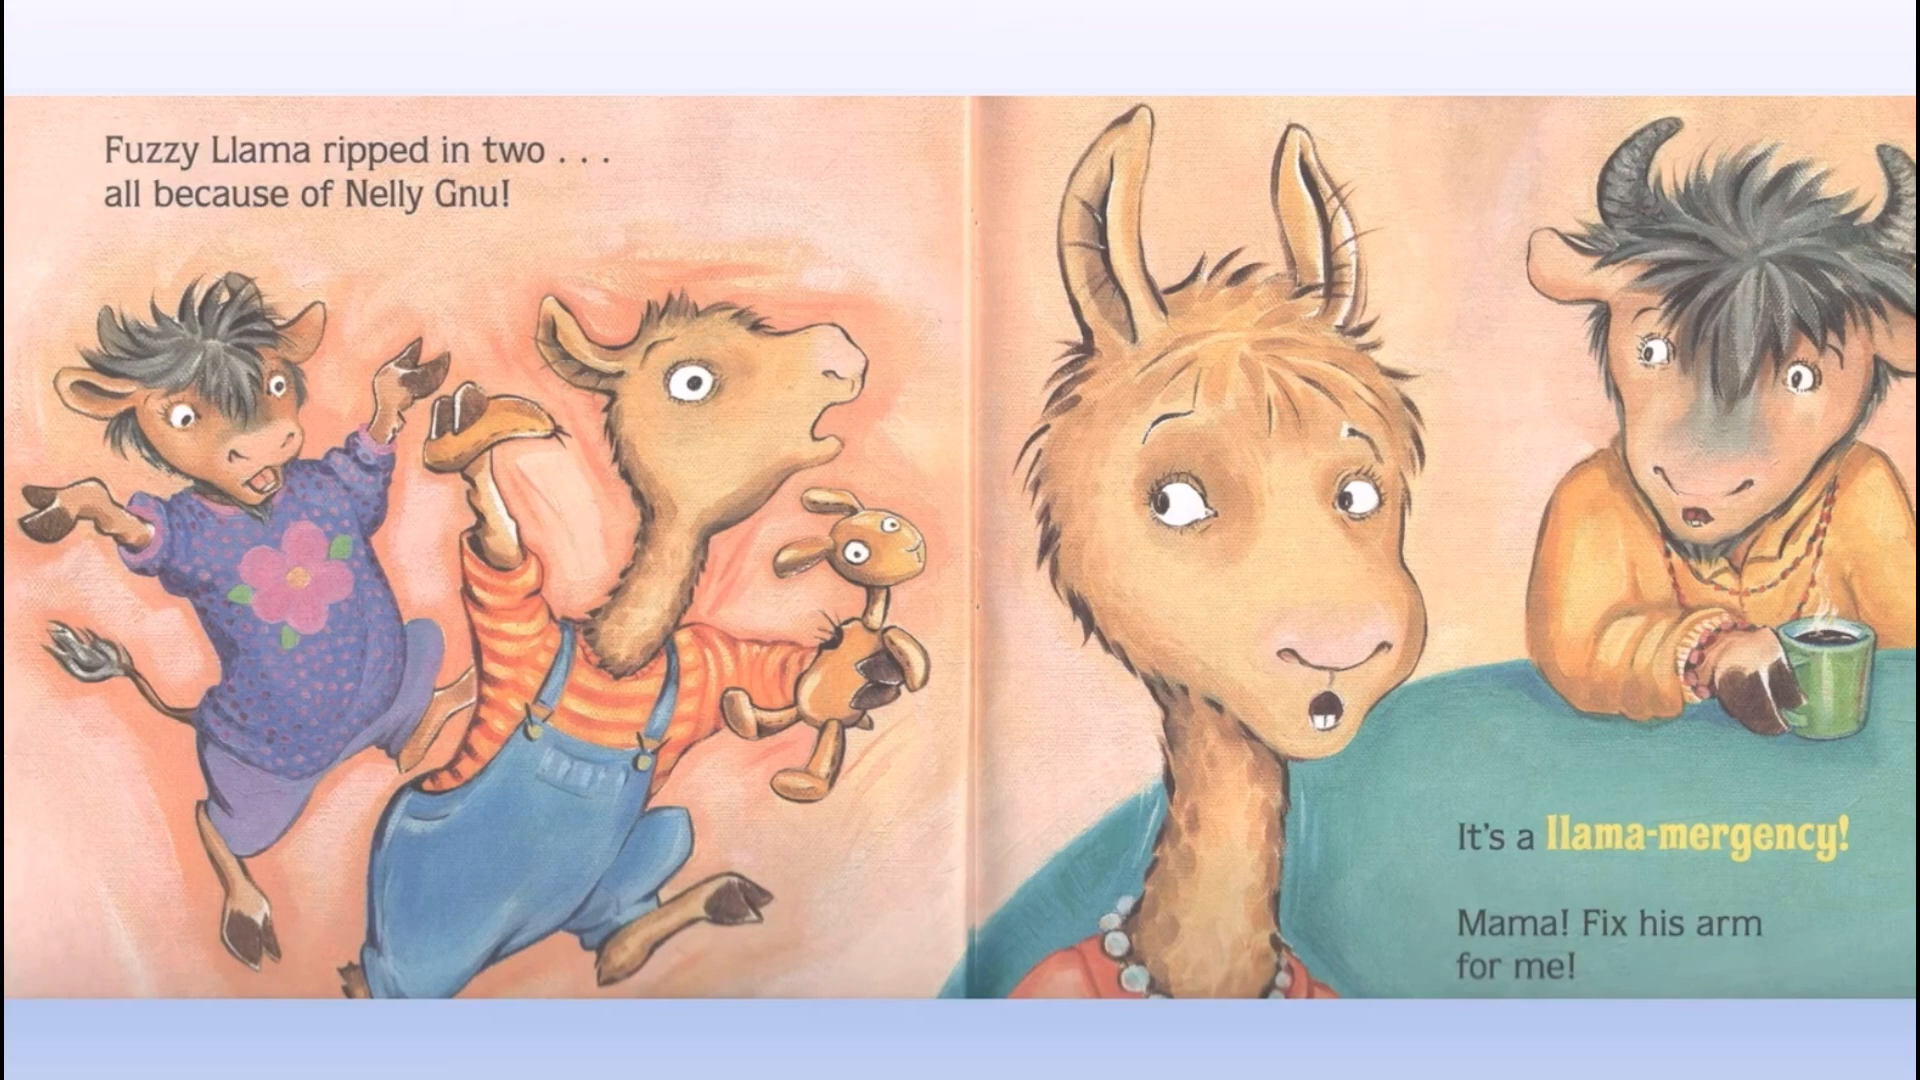 Fuzzy Llama ripped in two . . .
all because of Nelly Gnu!
It's a llama-mergency!
Mama! Fix his arm
for me!